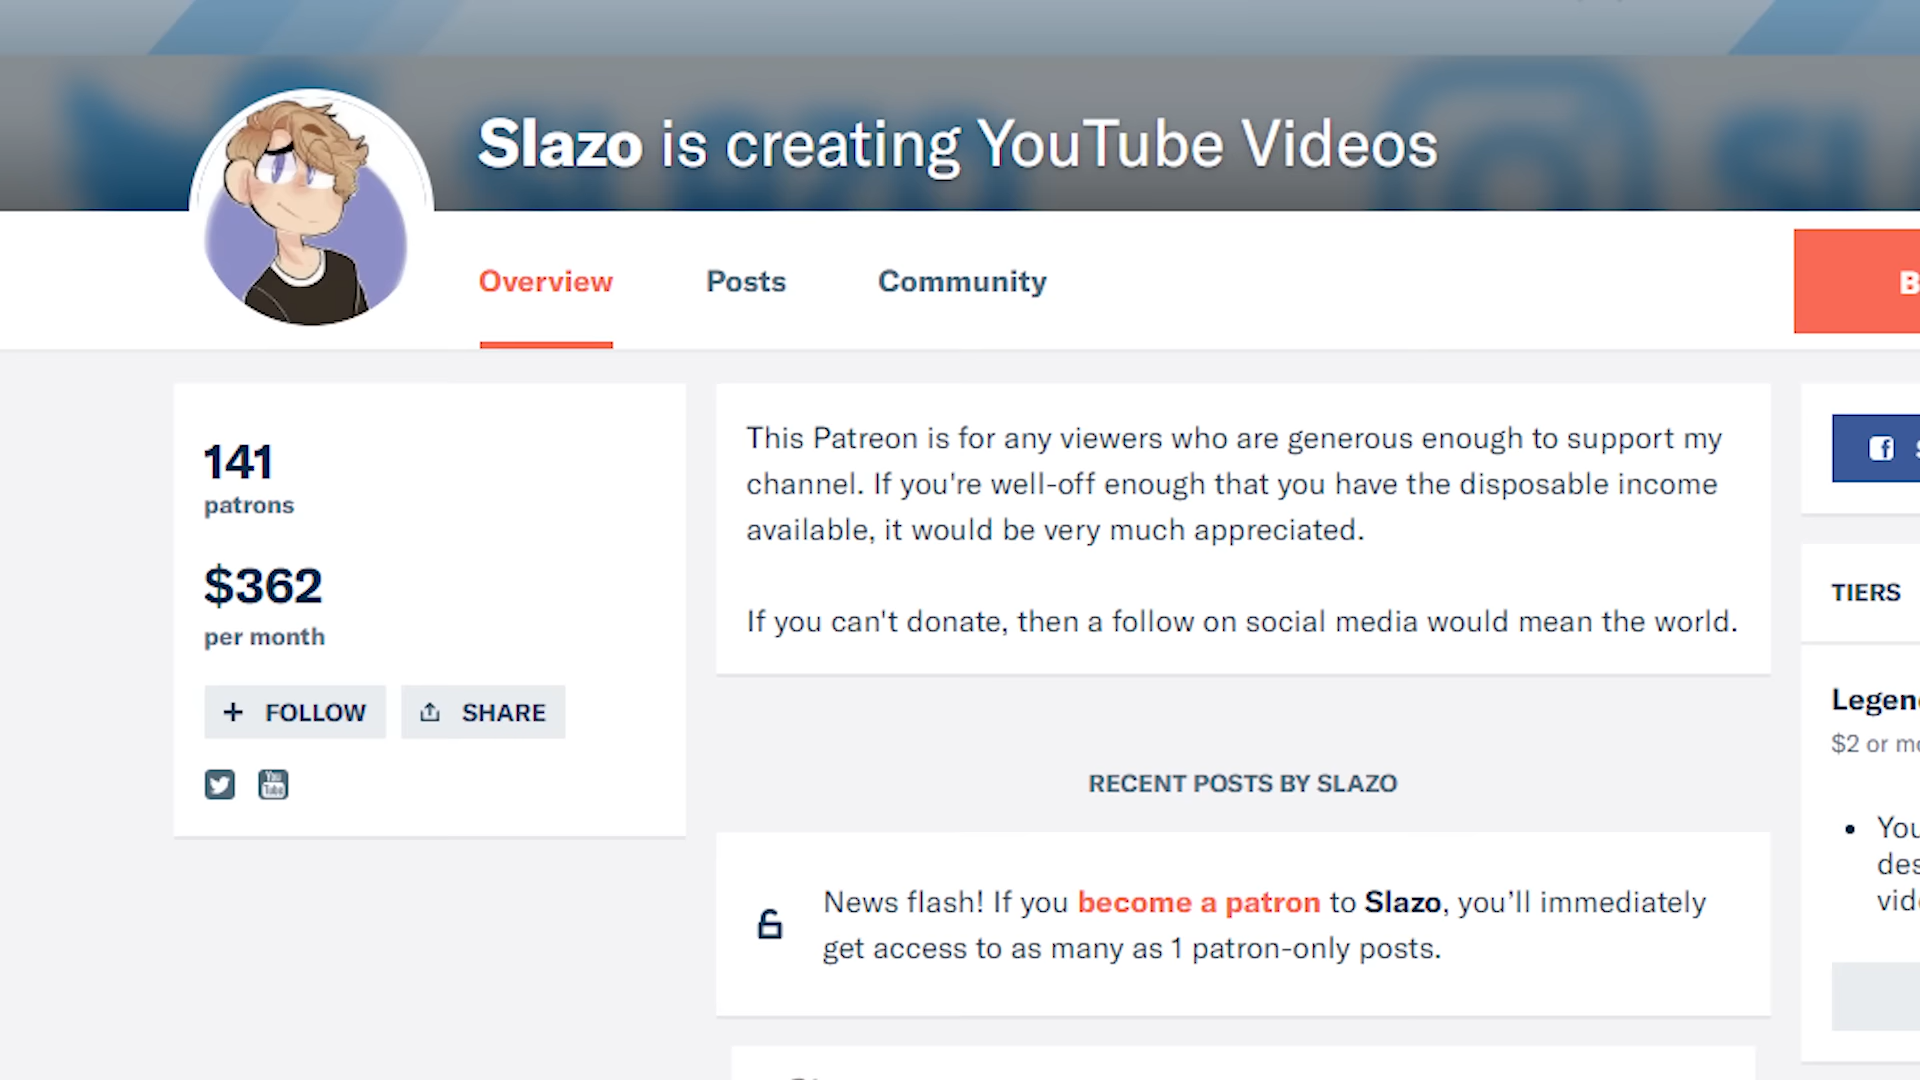 Slazo is creating YouTube Videos
Overview
Posts
Community
141
patrons
$362
per month
+ FOLLOW
SHARE
This Patreon is for any viewers who are generous enough to support my
channel. If you're well-off enough that you have the disposable income
available, it would be very much appreciated.
If you can't donate, then a follow on social media would mean the world.
RECENT POSTS BY SLAZO
News flash! If you become a patron to Slazo, you’ll immediately
get access to as many as 1 patron-only posts.
TIERS
$2 or